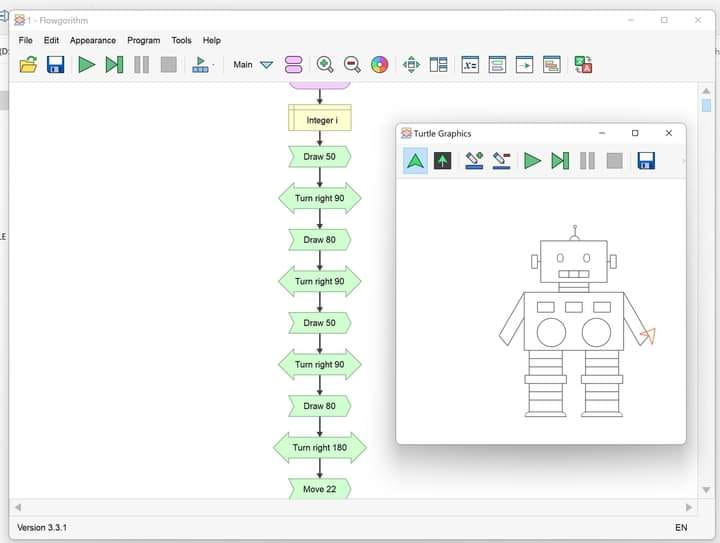 1 - Flowgorithm
File Edit Appearance Program Tools Help
Main
Integer i
Draw 50
Turn right 90
Draw 80
Turn right 90
Draw 50
Turn right 90
Draw 80
Turn right 180
Move 22
Turtle Graphics
Version 3.3.1
EN